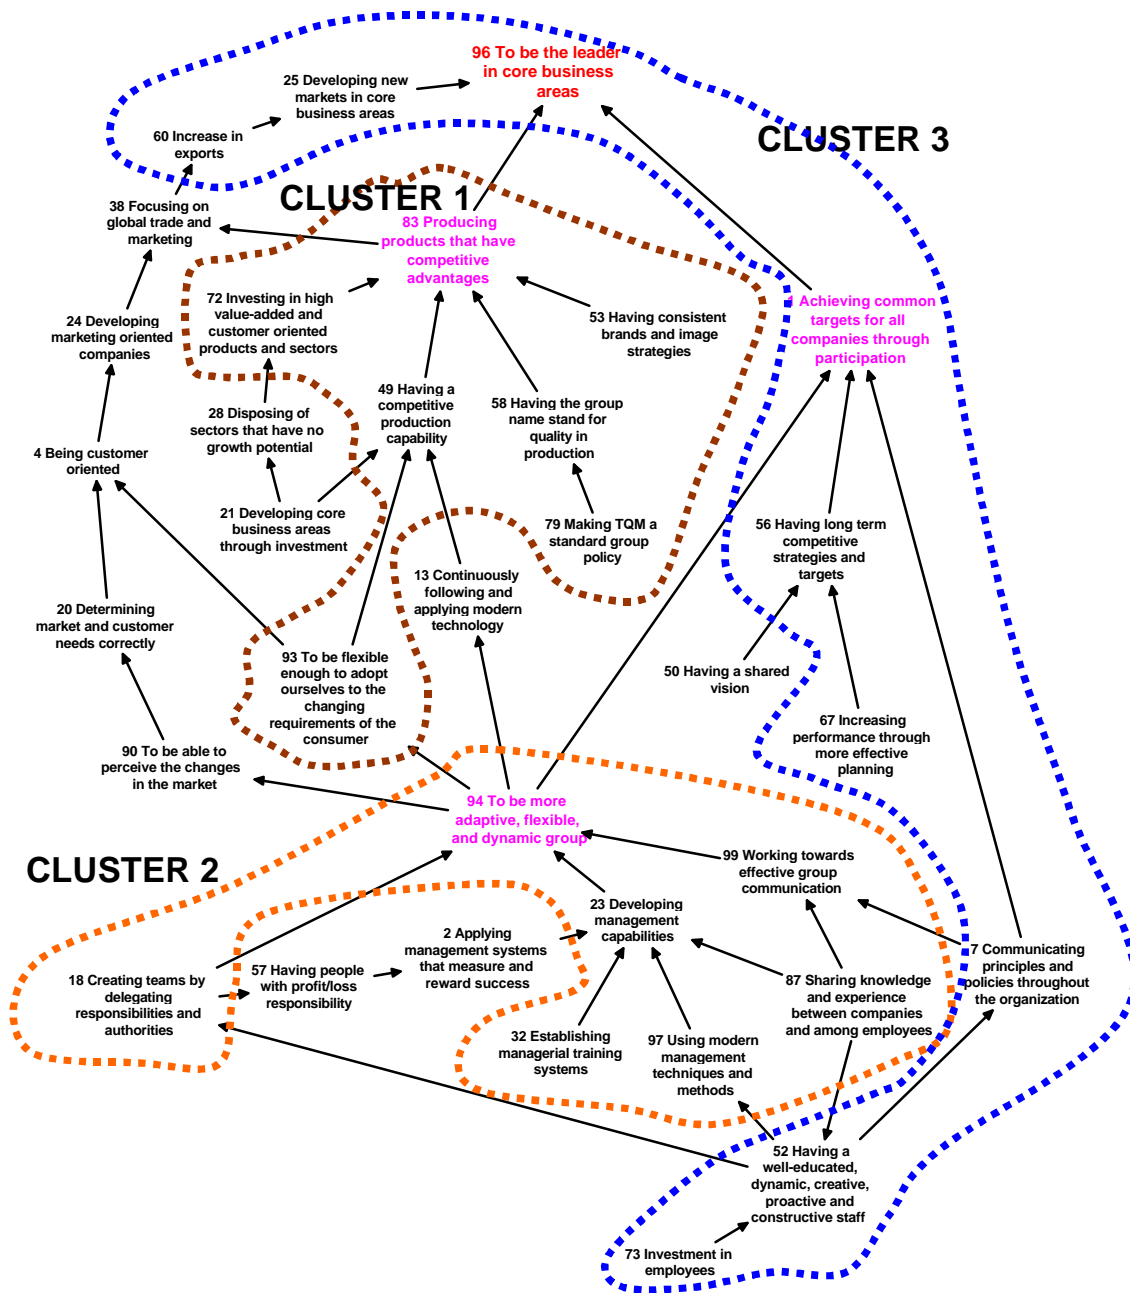 96 To be the leader
in core business
areas
25 Developing new
markets in core
business areas
60 Increase in
exports
CLUSTER 3
CLUSTER 1
38 Focusing on
global trade and
marketing
83 Producing
products that have
competitive
advantages
72 Investing in high
value-added and
customer oriented
products and sectors
53 Having consistent
brands and image
strategies
1 Achieving common
targets for all
companies through
participation
24 Developing
marketing oriented
companies
49 Having a
competitive
production
capability
58 Having the group
name stand for
quality in
production
28 Disposing of
sectors that have no
growth potential
4 Being customer
oriented
21 Developing core
business areas
through investment
79 Making TQM a
standard group
policy
56 Having long term
competitive
strategies and
targets
13 Continuously
following and
applying modern
technology
20 Determining
market and customer
needs correctly
93 To be flexible
enough to adopt
ourselves to the
changing
requirements of the
consumer
50 Having a shared
vision
67 Increasing
performance through
more effective
planning
90 To be able to
perceive the changes
in the market
94 To be more
adaptive, flexible,
and dynamic group
CLUSTER 2
99 Working towards
effective group
communication
23 Developing
management
capabilities
2 Applying
management systems
that measure and
reward success
57 Having people
with profit/loss
responsibility
18 Creating teams by
delegating
responsibilities and
authorities
87 Sharing knowledge
and experience
between companies
and among employees
7 Communicating
principles and
policies throughout
the organization
32 Establishing
managerial training
systems
97 Using modern
management
techniques and
methods
52 Having a
well-educated,
dynamic, creative,
proactive and
constructive staff
73 Investment in
employees